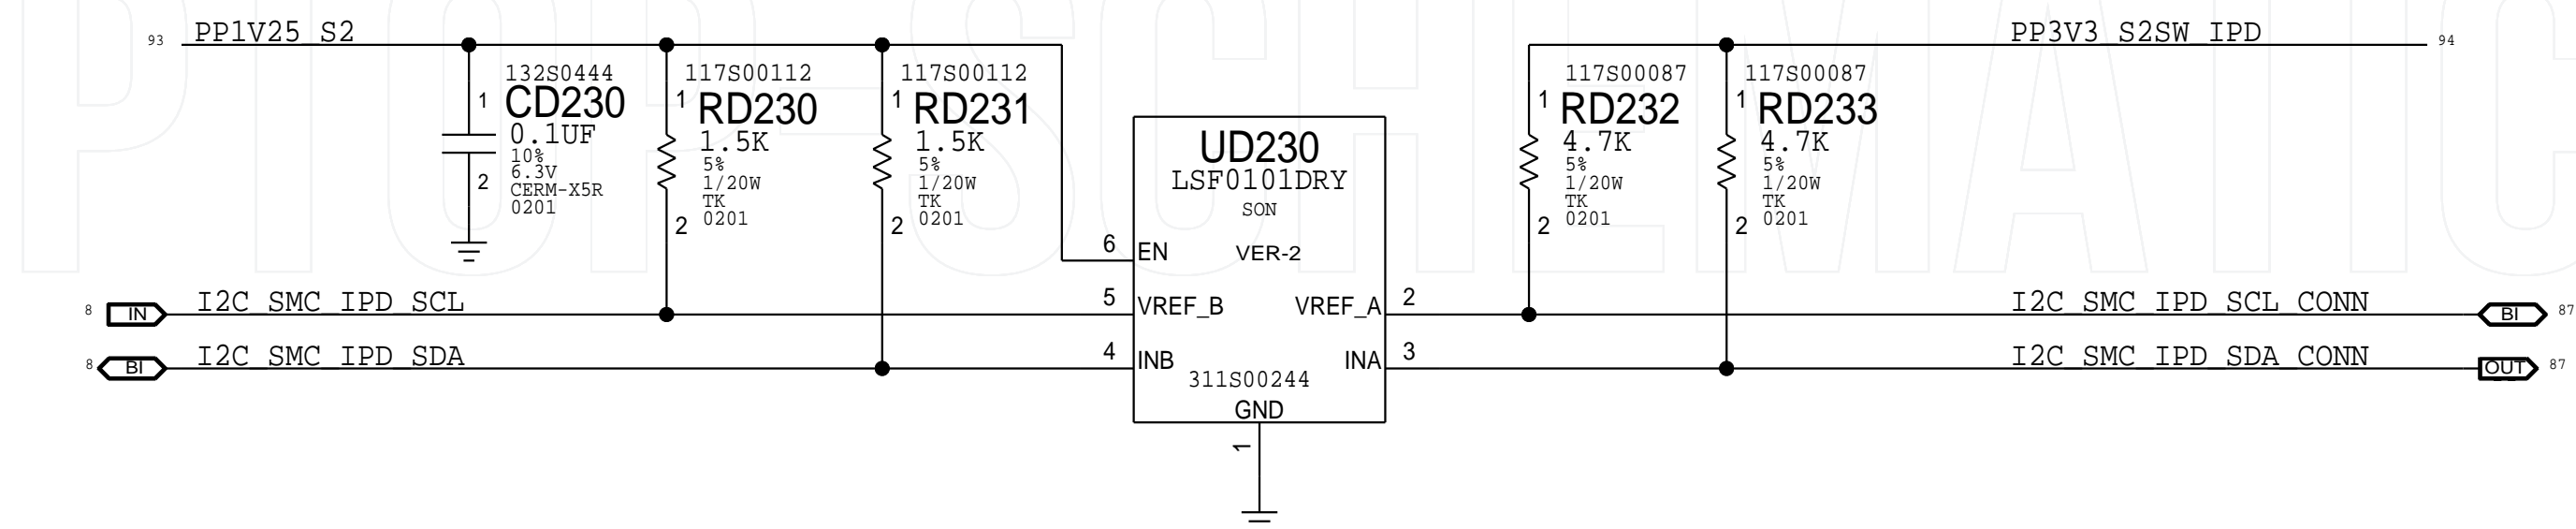 93 PP1V25_S2
PP3V3_S2SW_IPD 94
132S0444
1 CD230
0.1UF
10%
6.3V
2 CERM-X5R
0201
117S00112
1 RD230
1.5K
5%
1/20W
TK
2 0201
117S00112
1 RD231
1.5K
5%
1/20W
TK
2 0201
UD230
LSF0101DRY
SON
VER-2
6 EN
5 VREF_B
4 INB
VREF_A 2
INA 3
311S00244
GND
1
117S00087
1 RD232
4.7K
5%
1/20W
TK
2 0201
117S00087
1 RD233
4.7K
5%
1/20W
TK
2 0201
8 IN I2C_SMC_IPD_SCL
I2C_SMC_IPD_SCL_CONN BI 87
8 BI I2C_SMC_IPD_SDA
I2C_SMC_IPD_SDA_CONN OUT 87